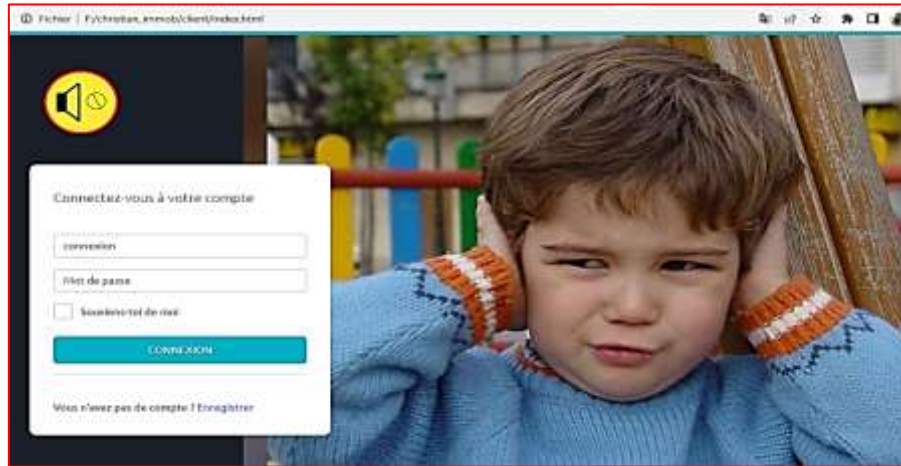 Fichier | F:/christian_immob/client/index.html
Connectez-vous à votre compte
connexion
Mot de passe
Souviens-toi de moi
CONNEXION
Vous n'avez pas de compte ? Enregistrer